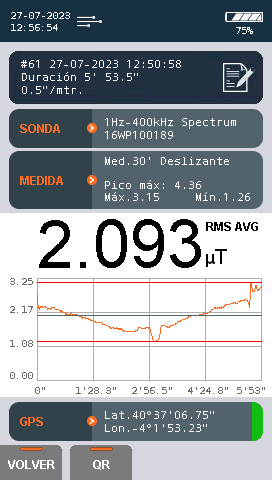 27-07-2023
12:56:54
75%
#61 27-07-2023 12:50:58
Duración 5' 53.5"
0.5"/mtr.
SONDA
1Hz-400kHz Spectrum
16WP100189
MEDIDA
Med.30' Deslizante
Pico máx: 4.36
Máx.3.15 Mín.1.26
2.093 RMS AVG
µT
3.25
2.17
1.08
0.00
0" 1'28.3" 2'56.5" 4'24.8" 5'53"
GPS
Lat.40°37'06.75"
Lon.-4°1'53.23"
VOLVER QR